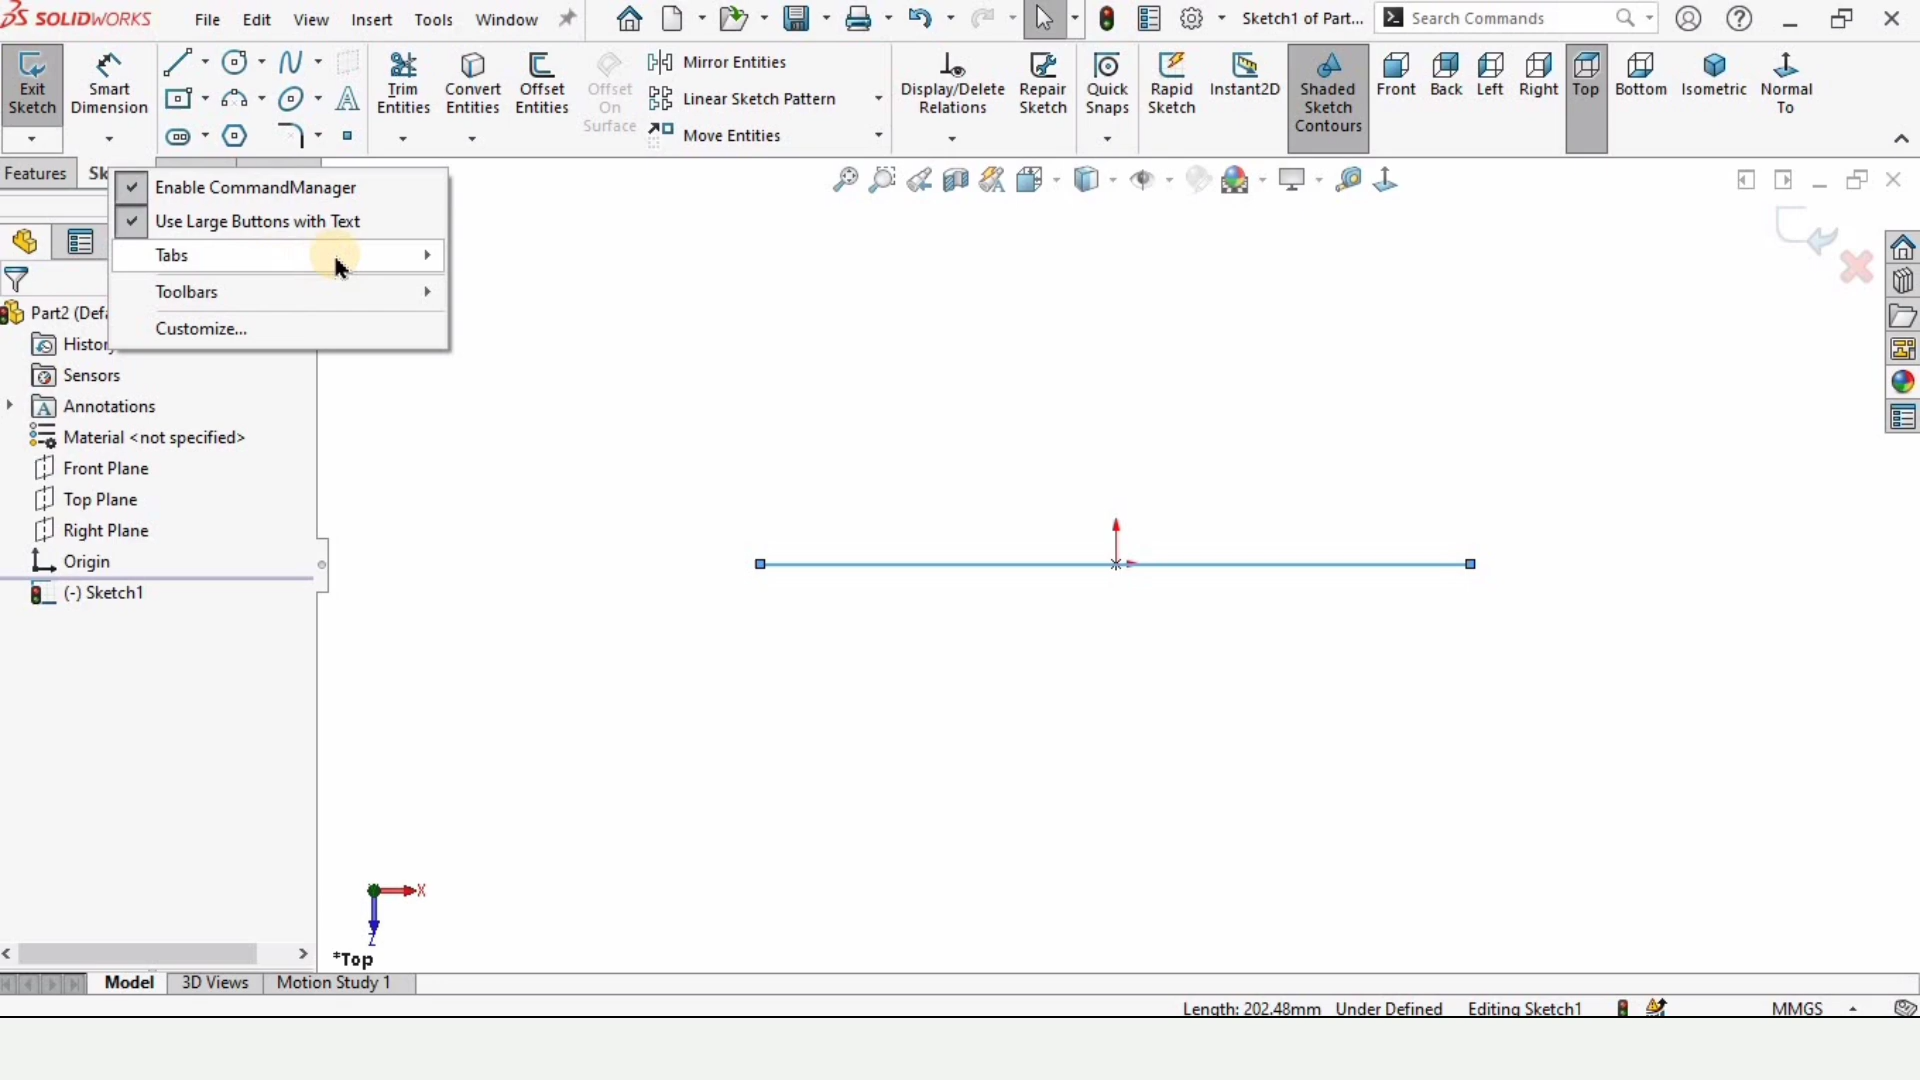 SOLIDWORKS File Edit View Insert Tools Window Sketch1 of Part... Search Commands
Exit Sketch
Smart Dimension
Trim Entities
Convert Entities
Offset Entities
Offset On Surface
Mirror Entities
Linear Sketch Pattern
Move Entities
Display/Delete Relations
Repair Sketch
Quick Snaps
Rapid Sketch
Instant2D
Shaded Sketch Contours
Front Back Left Right Top Bottom Isometric
Normal To
Features Sk
Enable CommandManager
Use Large Buttons with Text
Tabs
Toolbars
Customize...
Part2 (Defa
History
Sensors
Annotations
Material <not specified>
Front Plane
Top Plane
Right Plane
Origin
(-) Sketch1
X
Z
*Top
Model 3D Views Motion Study 1
Length: 202.48mm Under Defined Editing Sketch1 MMGS